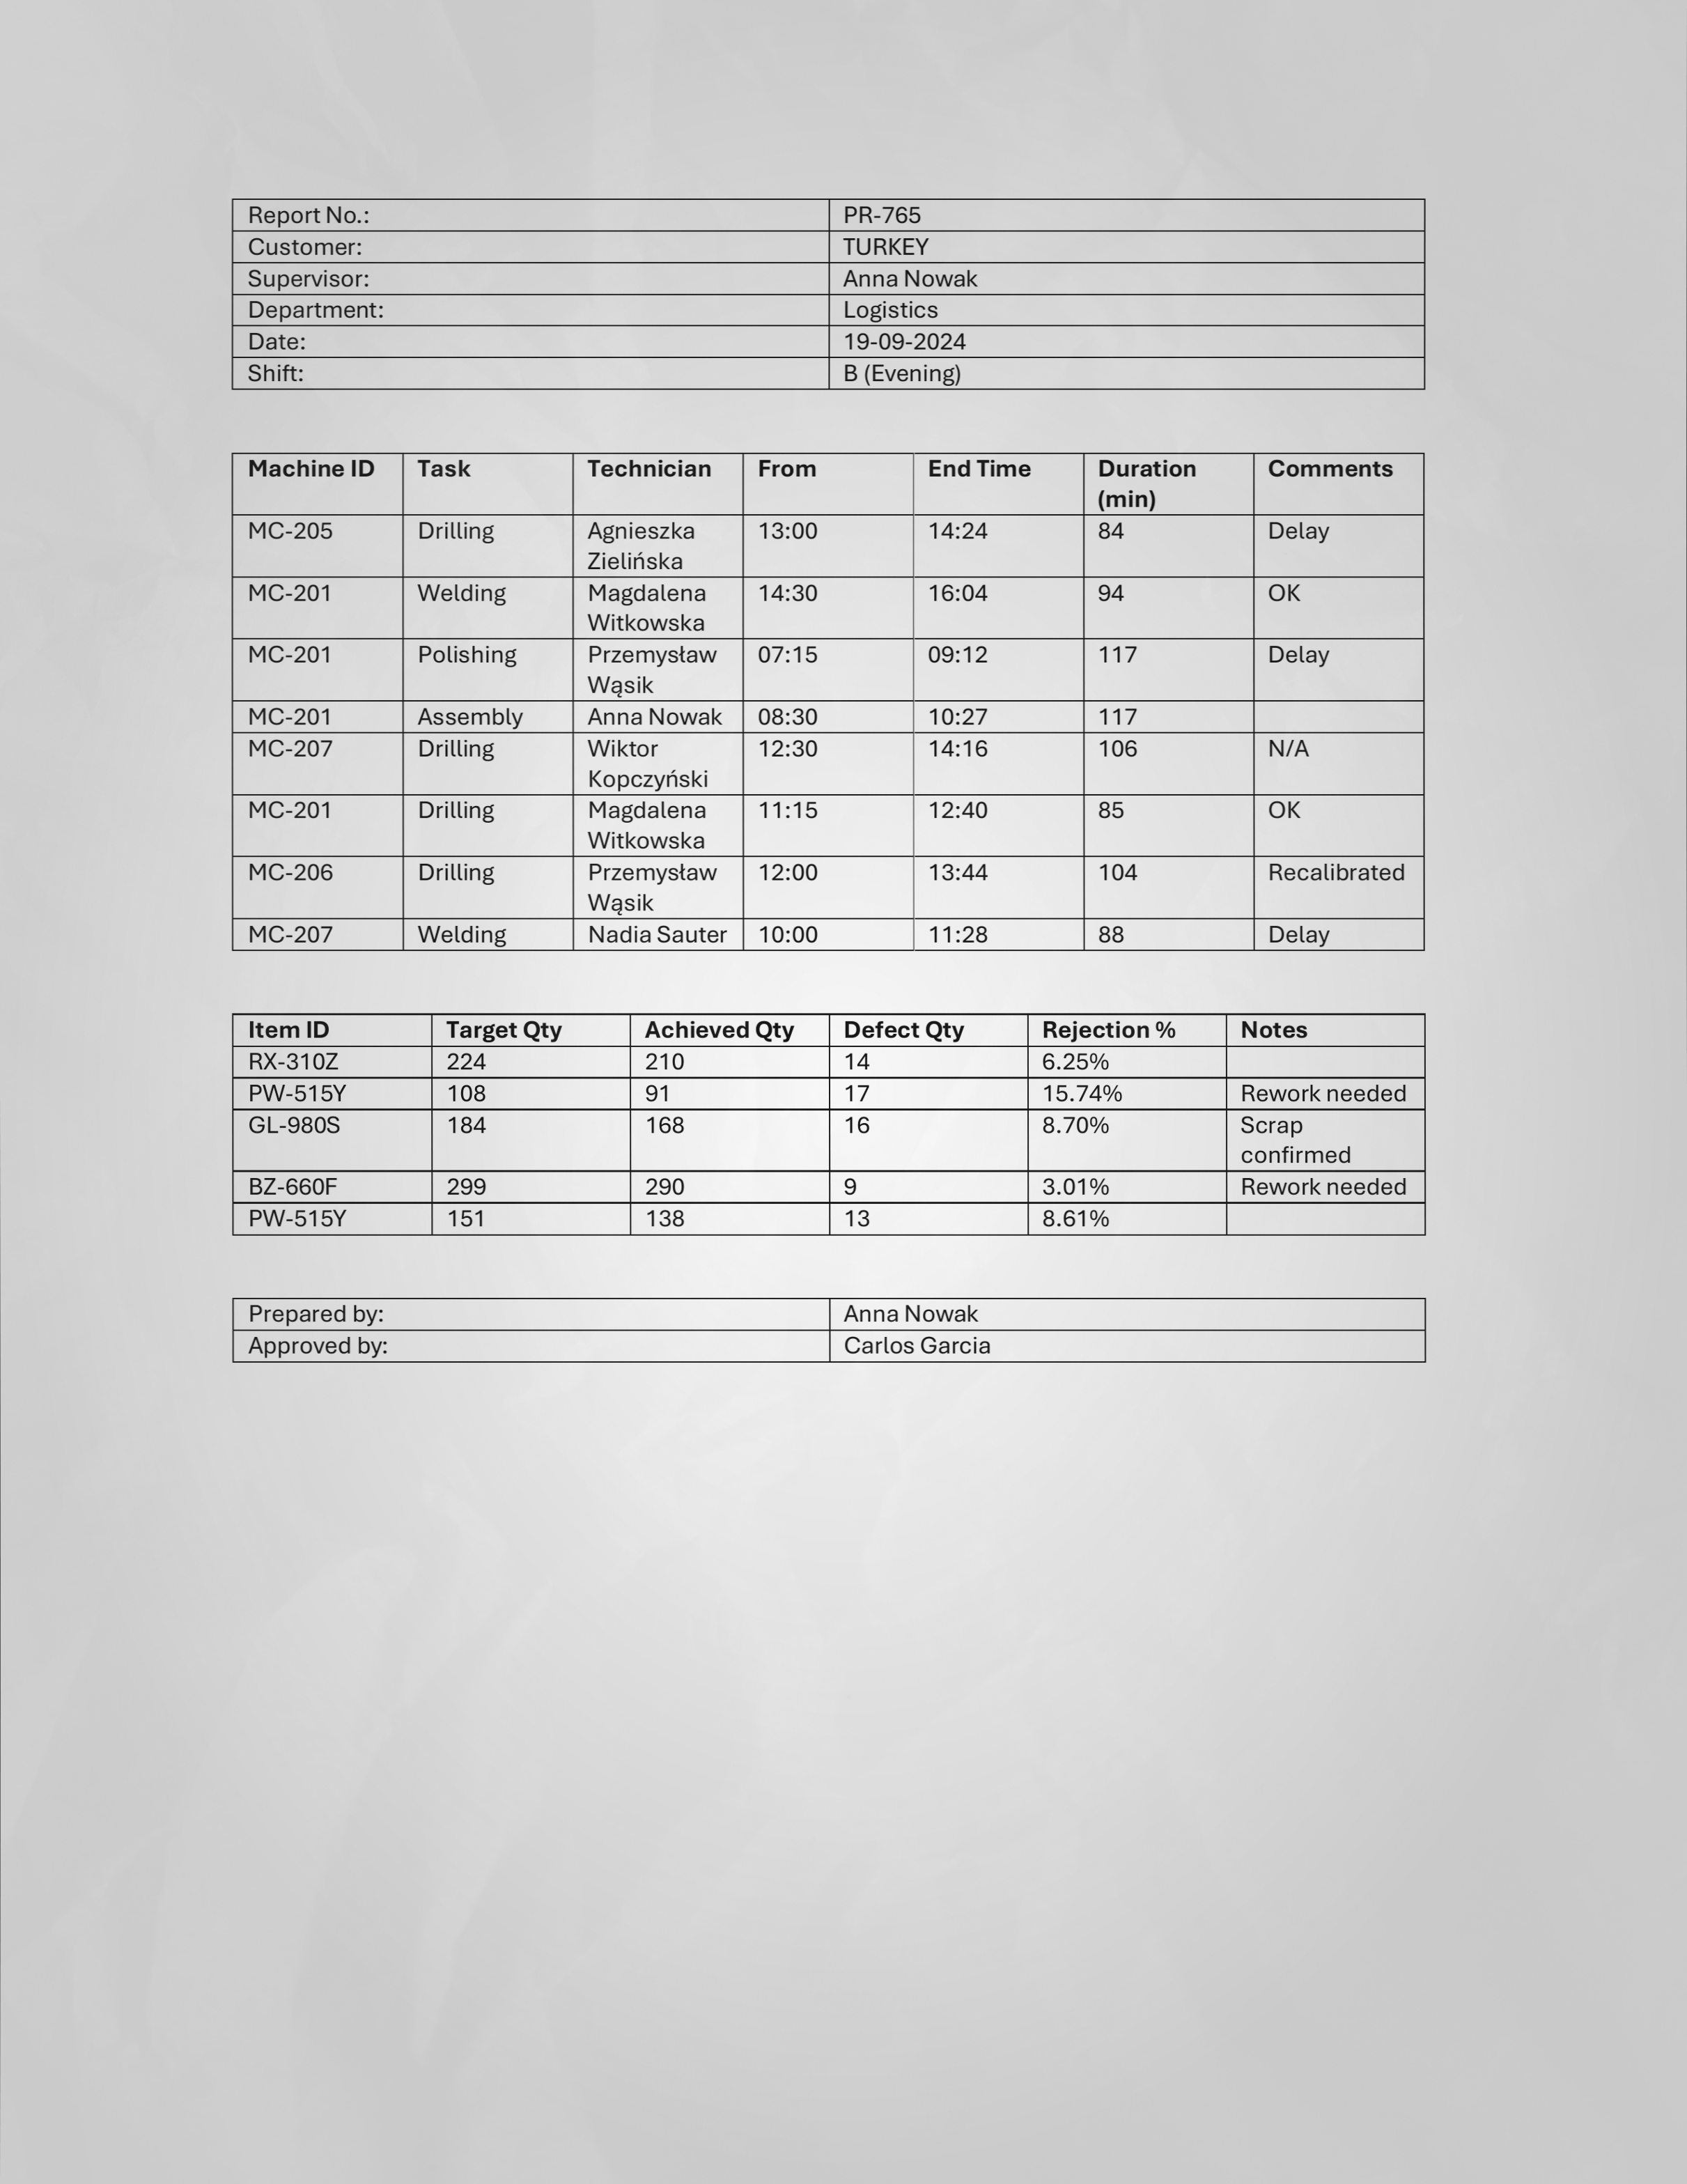 Report No.: PR-765
Customer: TURKEY
Supervisor: Anna Nowak
Department: Logistics
Date: 19-09-2024
Shift: B (Evening)
Machine ID Task Technician From End Time Duration (min) Comments
MC-205 Drilling Agnieszka Zielińska 13:00 14:24 84 Delay
MC-201 Welding Magdalena Witkowska 14:30 16:04 94 OK
MC-201 Polishing Przemysław Wąsik 07:15 09:12 117 Delay
MC-201 Assembly Anna Nowak 08:30 10:27 117
MC-207 Drilling Wiktor Kopczyński 12:30 14:16 106 N/A
MC-201 Drilling Magdalena Witkowska 11:15 12:40 85 OK
MC-206 Drilling Przemysław Wąsik 12:00 13:44 104 Recalibrated
MC-207 Welding Nadia Sauter 10:00 11:28 88 Delay
Item ID Target Qty Achieved Qty Defect Qty Rejection % Notes
RX-310Z 224 210 14 6.25%
PW-515Y 108 91 17 15.74% Rework needed
GL-980S 184 168 16 8.70% Scrap confirmed
BZ-660F 299 290 9 3.01% Rework needed
PW-515Y 151 138 13 8.61%
Prepared by: Anna Nowak
Approved by: Carlos Garcia